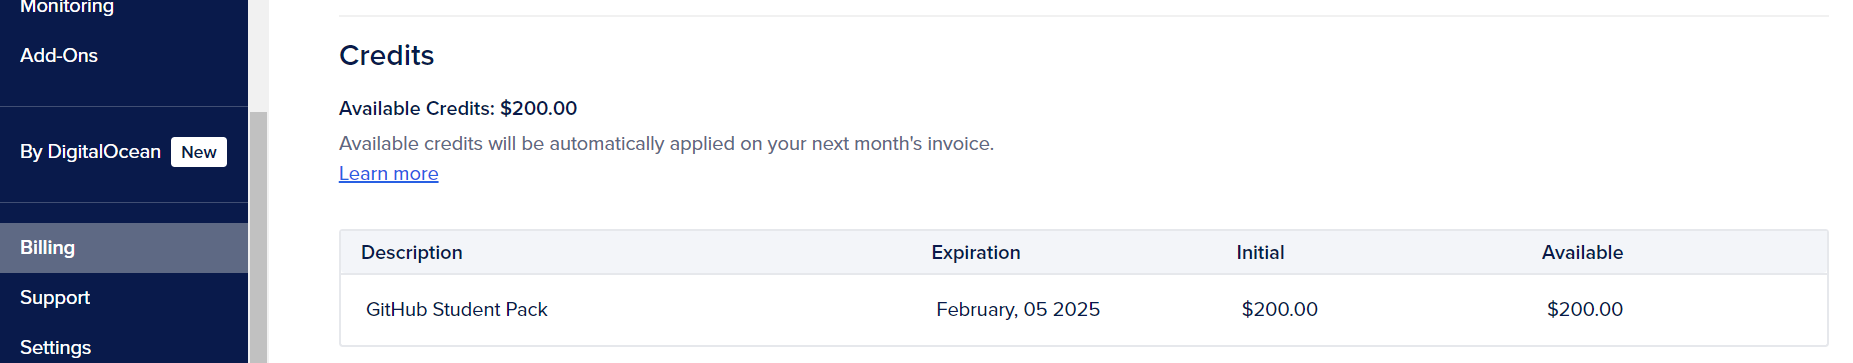 Monitoring
Add-Ons
By DigitalOcean New
Billing
Support
Settings
Credits
Available Credits: $200.00
Available credits will be automatically applied on your next month's invoice.
Learn more
Description Expiration Initial Available
GitHub Student Pack February, 05 2025 $200.00 $200.00